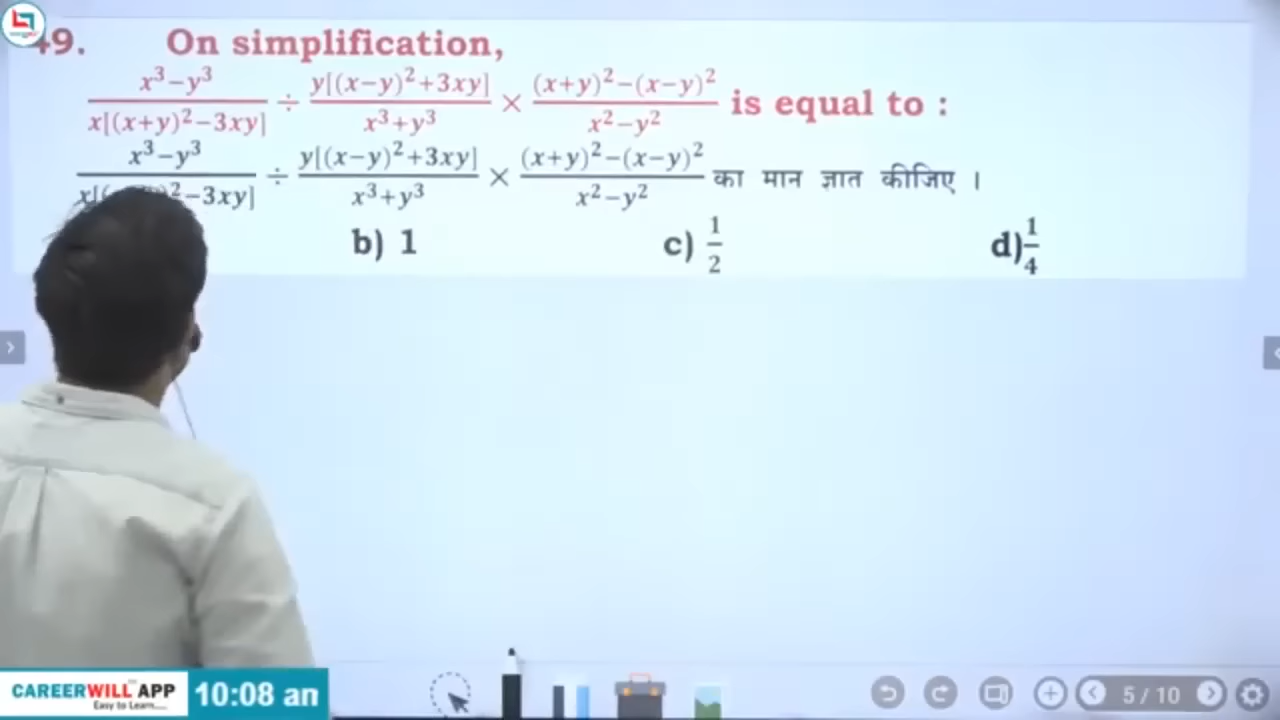 49. On simplification,
x³−y³ / x[(x+y)²−3xy] ÷ y[(x−y)²+3xy] / x³+y³ × (x+y)²−(x−y)² / x²−y² is equal to :
x³−y³ / x[( )²−3xy] ÷ y[(x−y)²+3xy] / x³+y³ × (x+y)²−(x−y)² / x²−y² का मान ज्ञात कीजिए ।
b) 1 c) 1/2 d) 1/4
CAREERWILL APP
Easy to Learn.....
10:08 an
5 / 10